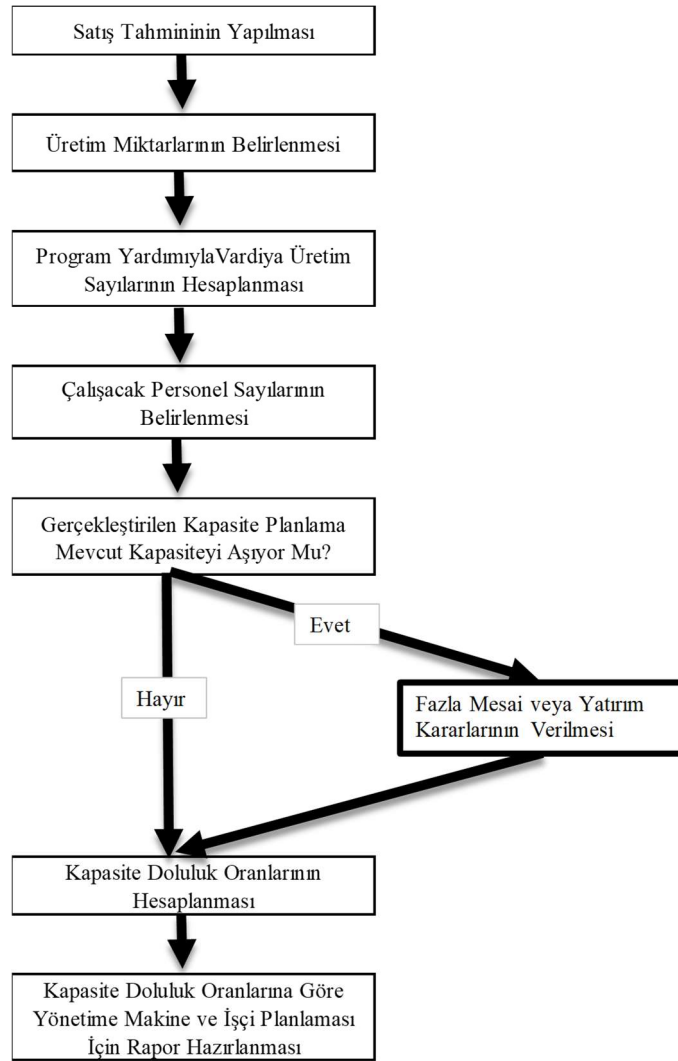 Satış Tahmininin Yapılması
Üretim Miktarlarının Belirlenmesi
Program YardımıylaVardiya Üretim
Sayılarının Hesaplanması
Çalışacak Personel Sayılarının
Belirlenmesi
Gerçekleştirilen Kapasite Planlama
Mevcut Kapasiteyi Aşıyor Mu?
Evet
Hayır
Fazla Mesai veya Yatırım
Kararlarının Verilmesi
Kapasite Doluluk Oranlarının
Hesaplanması
Kapasite Doluluk Oranlarına Göre
Yönetime Makine ve İşçi Planlaması
İçin Rapor Hazırlanması